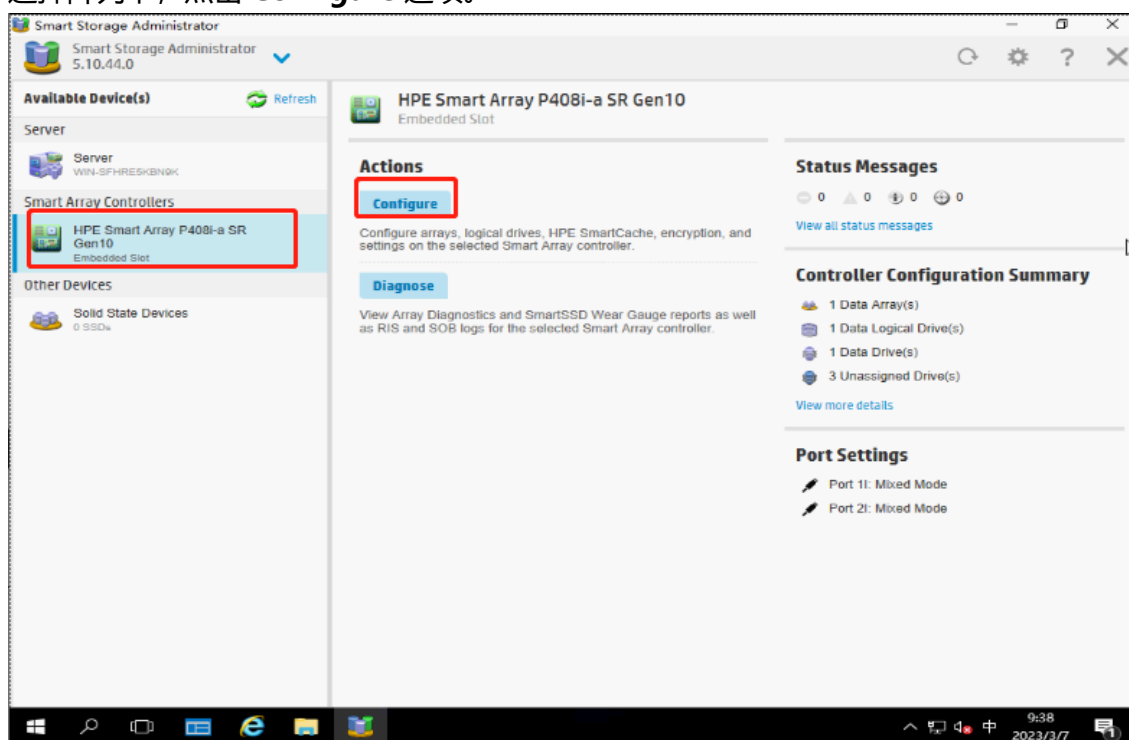 Smart Storage Administrator
Smart Storage Administrator
5.10.44.0
Available Device(s)
Refresh
Server
Server
WIN-SFHRESKBN9K
Smart Array Controllers
HPE Smart Array P408i-a SR
Gen10
Embedded Slot
Other Devices
Solid State Devices
0 SSDs
HPE Smart Array P408i-a SR Gen10
Embedded Slot
Actions
Configure
Configure arrays, logical drives, HPE SmartCache, encryption, and
settings on the selected Smart Array controller.
Diagnose
View Array Diagnostics and SmartSSD Wear Gauge reports as well
as RIS and SOB logs for the selected Smart Array controller.
Status Messages
0 0 0 0
View all status messages
Controller Configuration Summary
1 Data Array(s)
1 Data Logical Drive(s)
1 Data Drive(s)
3 Unassigned Drive(s)
View more details
Port Settings
Port 1I: Mixed Mode
Port 2I: Mixed Mode
中
9:38
2023/3/7